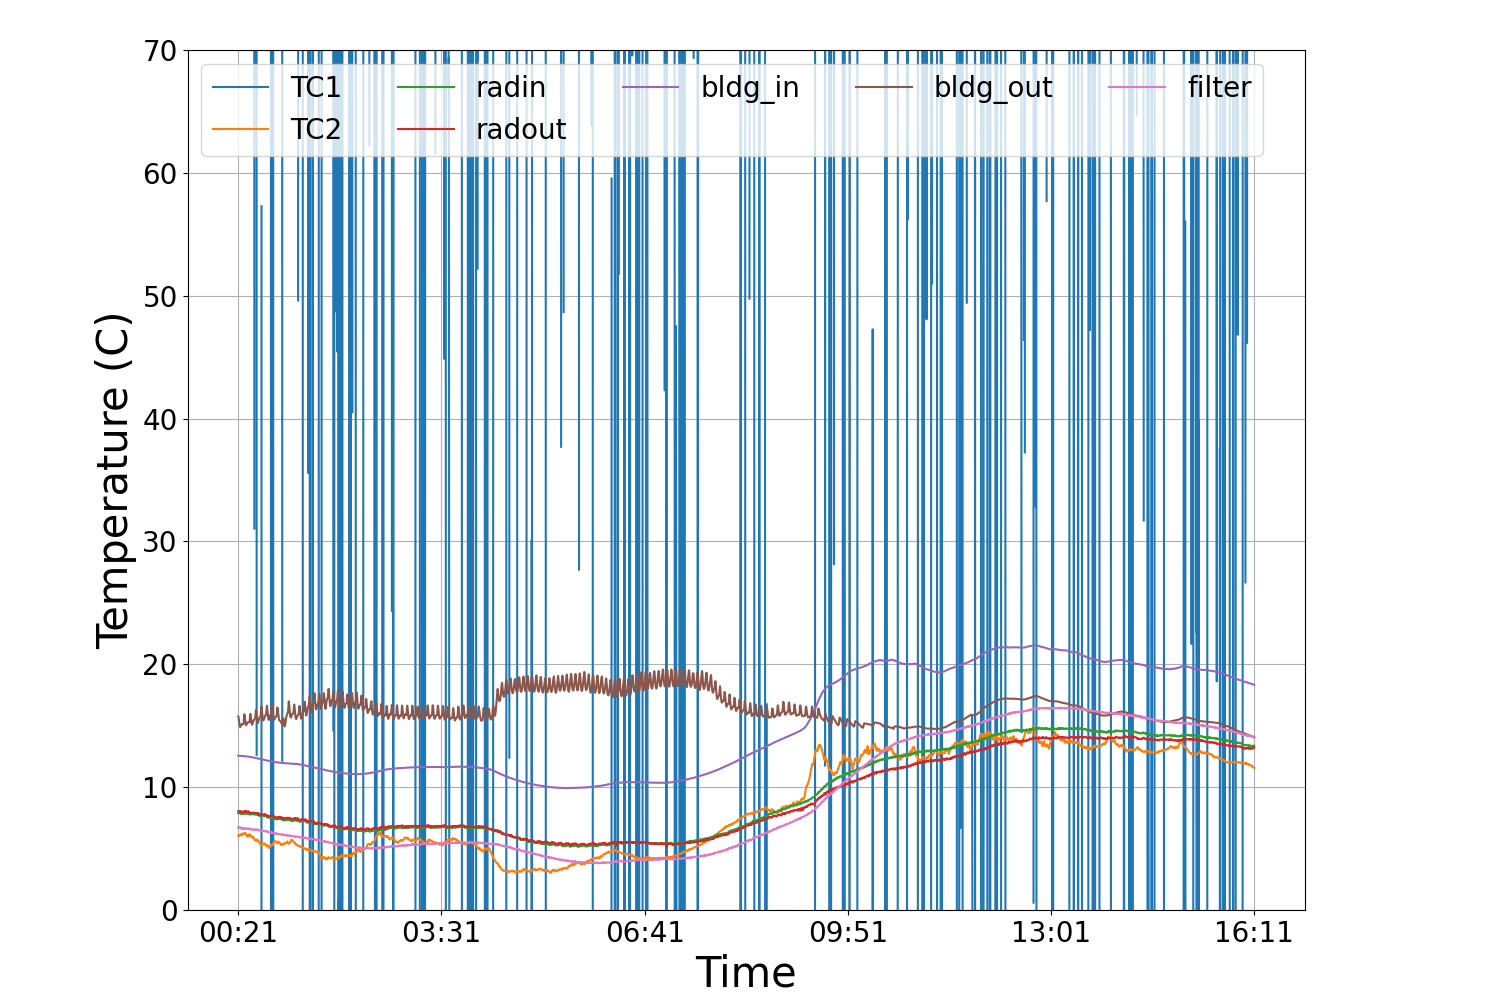 70
60
50
40
30
20
10
0
TC1
TC2
radin
radout
bldg_in
bldg_out
filter
Temperature (C)
00:21
03:31
06:41
09:51
13:01
16:11
Time